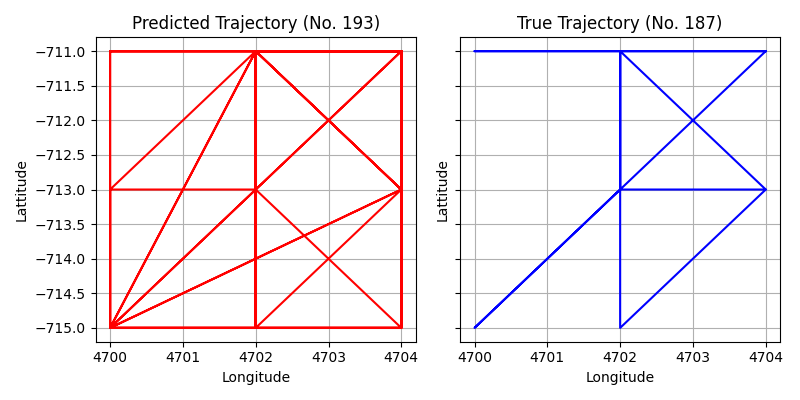 Predicted Trajectory (No. 193)
True Trajectory (No. 187)
−711.0
−711.5
−712.0
−712.5
−713.0
−713.5
−714.0
−714.5
−715.0
Lattitude
Lattitude
4700 4701 4702 4703 4704
4700 4701 4702 4703 4704
Longitude
Longitude